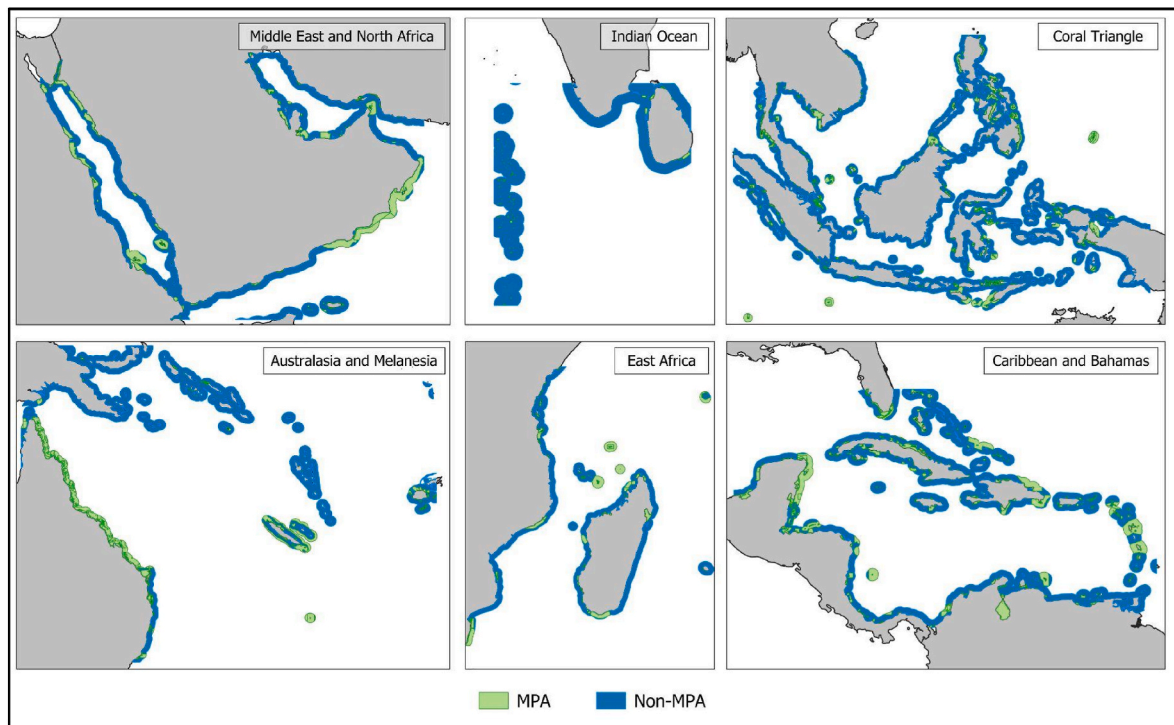 Middle East and North Africa
Indian Ocean
Coral Triangle
Australasia and Melanesia
East Africa
Caribbean and Bahamas
MPA
Non-MPA